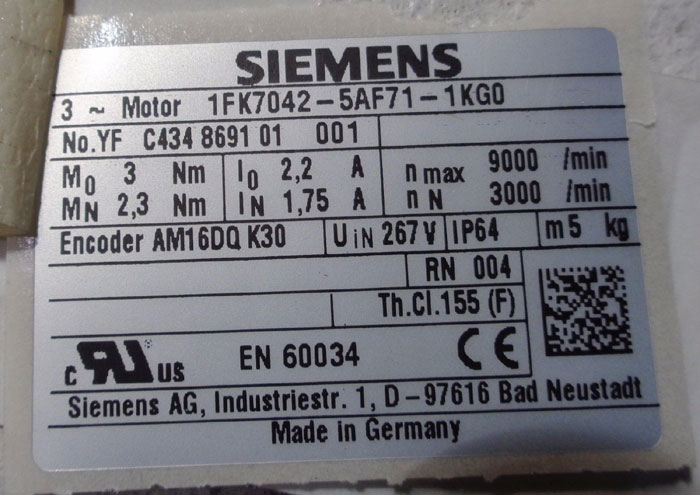 SIEMENS
3 ~ Motor 1FK7042-5AF71-1KG0
No.YF C434 8691 01 001
M0 3 Nm I0 2,2 A n max 9000 /min
MN 2,3 Nm IN 1,75 A n N 3000 /min
Encoder AM16DQ K30 UiN 267 V IP64 m 5 kg
RN 004
Th.Cl.155 (F)
c RU us EN 60034 CE
Siemens AG, Industriestr. 1, D-97616 Bad Neustadt
Made in Germany